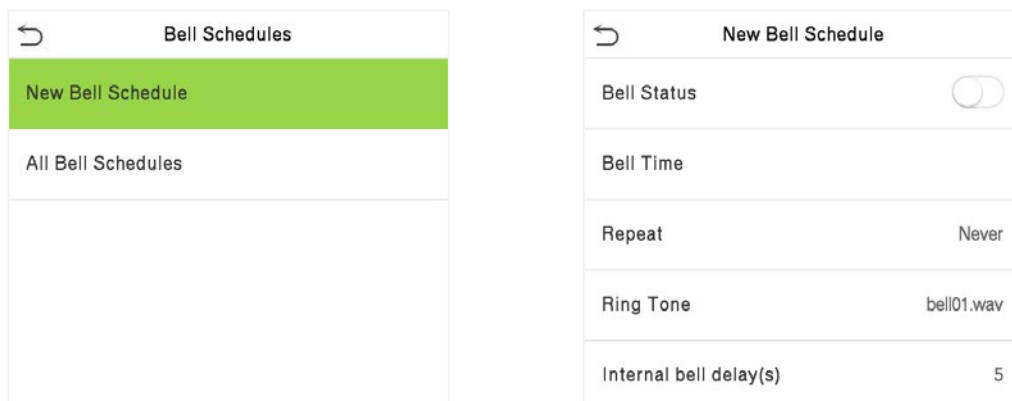 Bell Schedules
New Bell Schedule
All Bell Schedules
New Bell Schedule
Bell Status
Bell Time
Repeat Never
Ring Tone bell01.wav
Internal bell delay(s) 5